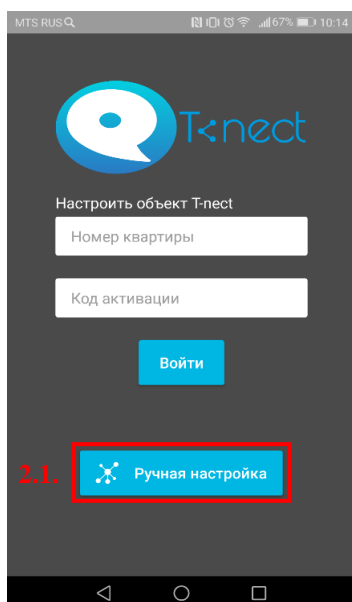 MTS RUS 67% 10:14
T-nect
Настроить объект T-nect
Номер квартиры
Код активации
Войти
2.1. Ручная настройка